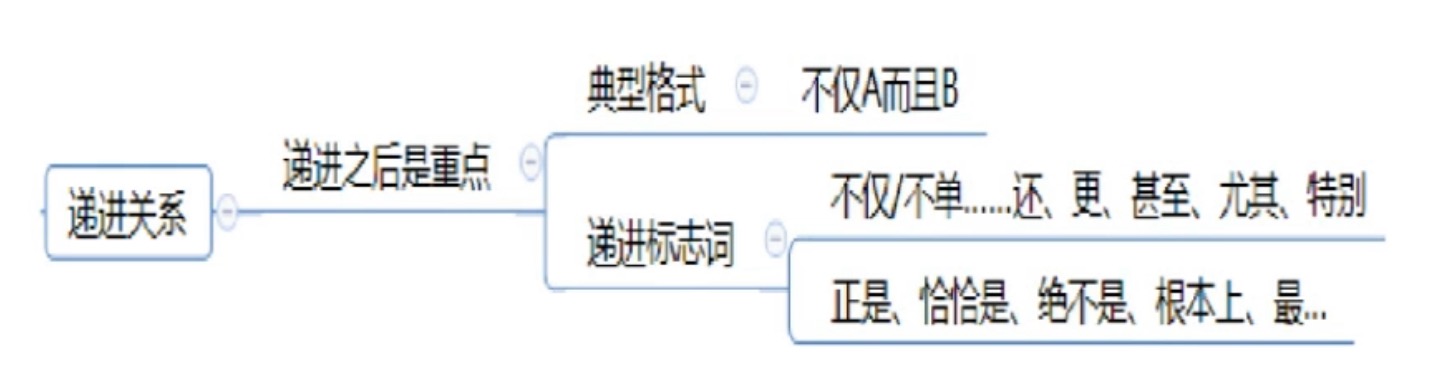 递进关系
递进之后是重点
典型格式
不仅A而且B
递进标志词
不仅/不单……还、更、甚至、尤其、特别
正是、恰恰是、绝不是、根本上、最...